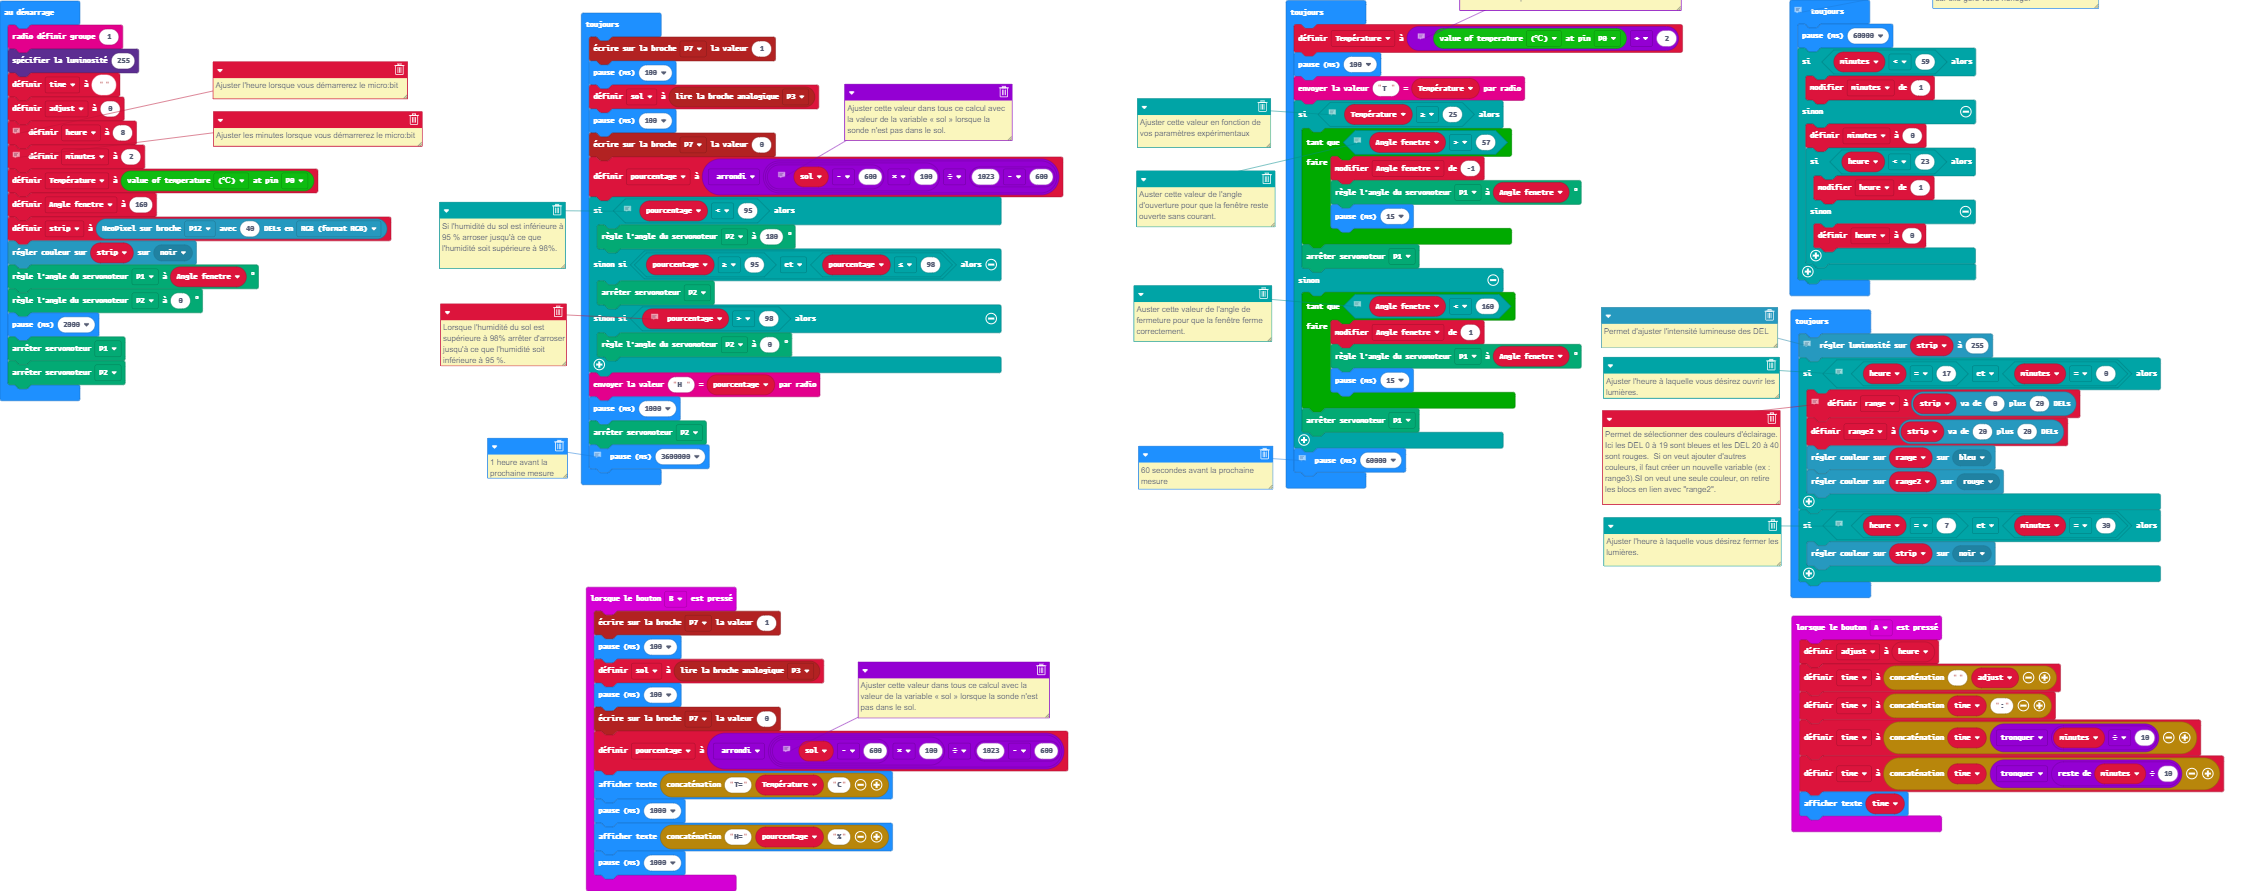 au démarrage
radio définir groupe 1
spécifier la luminosité 255
définir time ▾ à " "
définir adjust ▾ à 0
définir heure ▾ à 8
définir minutes ▾ à 2
définir Température ▾ à value of temperature (℃) ▾ at pin P0 ▾
définir Angle fenetre ▾ à 160
définir strip ▾ à NeoPixel sur broche P12 ▾ avec 40 DELs en RGB (format RGB) ▾
régler couleur sur strip ▾ sur noir ▾
règle l'angle du servomoteur P1 ▾ à Angle fenetre ▾ °
règle l'angle du servomoteur P2 ▾ à 0 °
pause (ms) 2000 ▾
arrêter servomoteur P1 ▾
arrêter servomoteur P2 ▾
Ajuster l'heure lorsque vous démarrerez le micro:bit
Ajuster les minutes lorsque vous démarrerez le micro:bit
toujours
écrire sur la broche P7 ▾ la valeur 1
pause (ms) 100 ▾
définir sol ▾ à lire la broche analogique P3 ▾
pause (ms) 100 ▾
écrire sur la broche P7 ▾ la valeur 0
définir pourcentage ▾ à arrondi ▾ sol ▾ - ▾ 600 × ▾ 100 ÷ ▾ 1023 - ▾ 600
si pourcentage ▾ < ▾ 95 alors
règle l'angle du servomoteur P2 ▾ à 180 °
sinon si pourcentage ▾ ≥ ▾ 95 et ▾ pourcentage ▾ ≤ ▾ 98 alors
arrêter servomoteur P2 ▾
sinon si pourcentage ▾ > ▾ 98 alors
règle l'angle du servomoteur P2 ▾ à 0 °
envoyer la valeur "H " = pourcentage ▾ par radio
pause (ms) 1000 ▾
arrêter servomoteur P2 ▾
pause (ms) 3600000 ▾
Ajuster cette valeur dans tous ce calcul avec
la valeur de la variable « sol » lorsque la
sonde n'est pas dans le sol.
Si l'humidité du sol est inférieure à
95 % arroser jusqu'à ce que
l'humidité soit supérieure à 98%.
Lorsque l'humidité du sol est
supérieure à 98% arrêter d'arroser
jusqu'à ce que l'humidité soit
inférieure à 95 %.
1 heure avant la
prochaine mesure
lorsque le bouton B ▾ est pressé
écrire sur la broche P7 ▾ la valeur 1
pause (ms) 100 ▾
définir sol ▾ à lire la broche analogique P3 ▾
pause (ms) 100 ▾
écrire sur la broche P7 ▾ la valeur 0
définir pourcentage ▾ à arrondi ▾ sol ▾ - ▾ 600 × ▾ 100 ÷ ▾ 1023 - ▾ 600
afficher texte concaténation "T=" Température ▾ "C"
pause (ms) 1000 ▾
afficher texte concaténation "H=" pourcentage ▾ "%"
pause (ms) 1000 ▾
Ajuster cette valeur dans tous ce calcul avec la
valeur de la variable « sol » lorsque la sonde n'est
pas dans le sol.
toujours
définir Température ▾ à value of temperature (℃) ▾ at pin P0 ▾ 2
pause (ms) 100 ▾
envoyer la valeur "T " = Température ▾ par radio
si Température ▾ ≥ ▾ 25 alors
tant que Angle fenetre ▾ > ▾ 57
faire modifier Angle fenetre ▾ de -1
règle l'angle du servomoteur P1 ▾ à Angle fenetre ▾ °
pause (ms) 15 ▾
arrêter servomoteur P1 ▾
sinon
tant que Angle fenetre ▾ < ▾ 160
faire modifier Angle fenetre ▾ de 1
règle l'angle du servomoteur P1 ▾ à Angle fenetre ▾ °
pause (ms) 15 ▾
arrêter servomoteur P1 ▾
pause (ms) 60000 ▾
Ajuster cette valeur en fonction de
vos paramètres expérimentaux
Auster cette valeur de l'angle
d'ouverture pour que la fenêtre reste
ouverte sans courant.
Auster cette valeur de l'angle de
fermeture pour que la fenêtre ferme
correctement.
60 secondes avant la prochaine
mesure
toujours
pause (ms) 60000 ▾
si minutes ▾ < ▾ 59 alors
modifier minutes ▾ de 1
sinon
définir minutes ▾ à 0
si heure ▾ < ▾ 23 alors
modifier heure ▾ de 1
sinon
définir heure ▾ à 0
toujours
régler luminosité sur strip ▾ à 255
si heure ▾ = ▾ 17 et ▾ minutes ▾ = ▾ 0 alors
définir range ▾ à strip ▾ va de 0 plus 20 DELs
définir range2 ▾ à strip ▾ va de 20 plus 20 DELs
régler couleur sur range ▾ sur bleu ▾
régler couleur sur range2 ▾ sur rouge ▾
si heure ▾ = ▾ 7 et ▾ minutes ▾ = ▾ 30 alors
régler couleur sur strip ▾ sur noir ▾
Permet d'ajuster l'intensité lumineuse des DEL
Ajuster l'heure à laquelle vous désirez ouvrir les
lumières.
Permet de sélectionner des couleurs d'éclairage.
Ici les DEL 0 à 19 sont bleues et les DEL 20 à 40
sont rouges. Si on veut ajouter d'autres
couleurs, il faut créer un nouvelle variable (ex :
range3).SI on veut une seule couleur, on retire
les blocs en lien avec "range2".
Ajuster l'heure à laquelle vous désirez fermer les
lumières.
lorsque le bouton A ▾ est pressé
définir adjust ▾ à heure ▾
définir time ▾ à concaténation " " adjust ▾
définir time ▾ à concaténation time ▾ ":"
définir time ▾ à concaténation time ▾ tronquer ▾ minutes ▾ ÷ ▾ 10
définir time ▾ à concaténation time ▾ tronquer ▾ reste de minutes ▾ ÷ 10
afficher texte time ▾